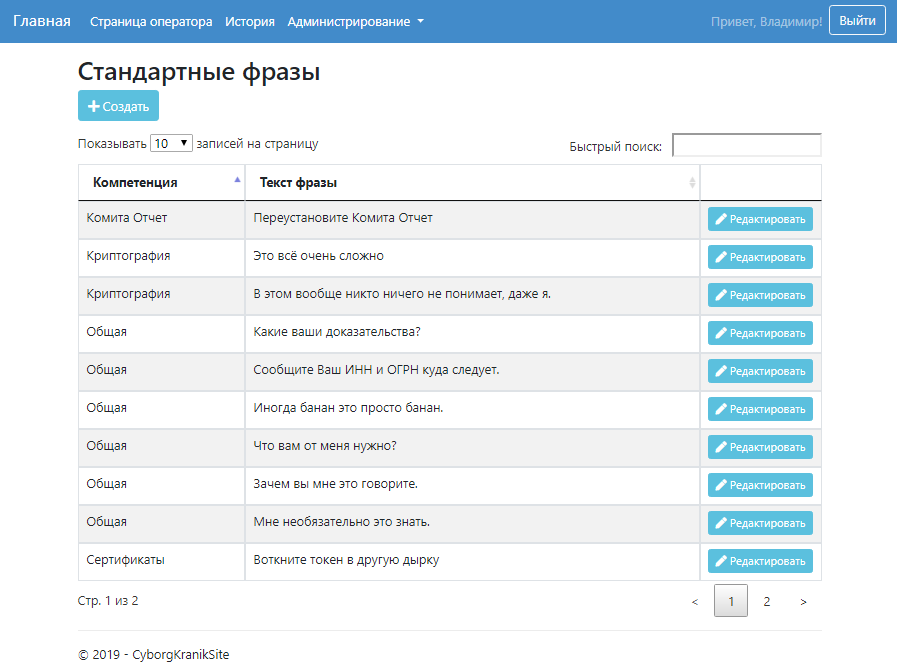 Главная Страница оператора История Администрирование Привет, Владимир! Выйти
Стандартные фразы
Создать
Показывать 10 записей на страницу Быстрый поиск:
Компетенция Текст фразы
Комита Отчет Переустановите Комита Отчет Редактировать
Криптография Это всё очень сложно Редактировать
Криптография В этом вообще никто ничего не понимает, даже я. Редактировать
Общая Какие ваши доказательства? Редактировать
Общая Сообщите Ваш ИНН и ОГРН куда следует. Редактировать
Общая Иногда банан это просто банан. Редактировать
Общая Что вам от меня нужно? Редактировать
Общая Зачем вы мне это говорите. Редактировать
Общая Мне необязательно это знать. Редактировать
Сертификаты Воткните токен в другую дырку Редактировать
Стр. 1 из 2 < 1 2 >
© 2019 - CyborgKranikSite